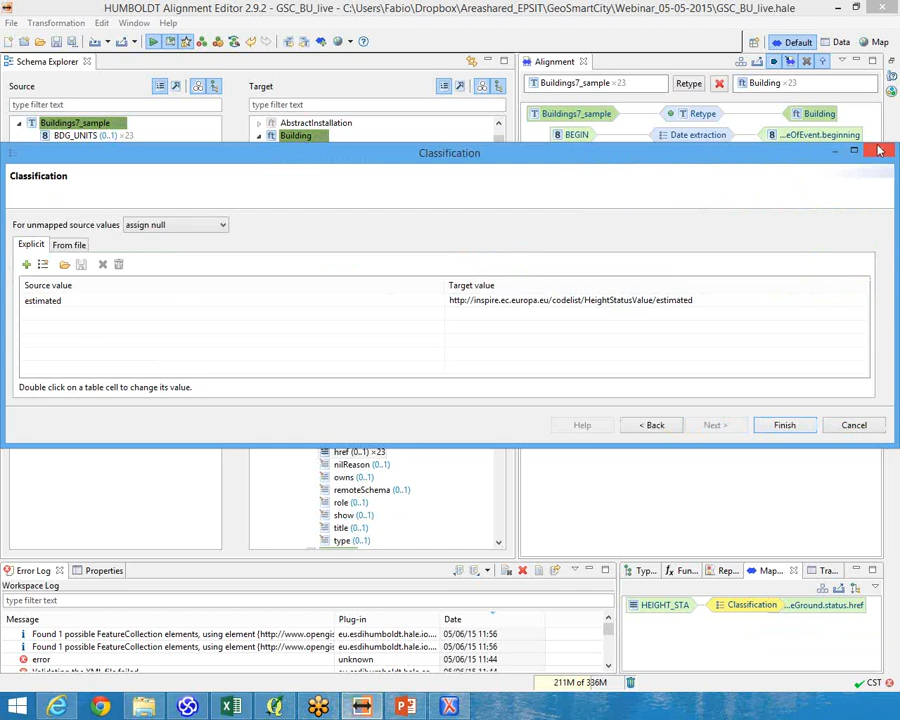 HUMBOLDT Alignment Editor 2.9.2 - GSC_BU_live - C:\Users\Fabio\Dropbox\Areashared_EPSIT\GeoSmartCity\Webinar_05-05-2015\GSC_BU_live.hale
File Transformation Edit Window Help
Default Data Map
Schema Explorer
Alignment
Source
Target
Buildings7_sample ×23
Retype
Building ×23
type filter text
type filter text
Buildings7_sample
AbstractInstallation
Buildings7_sample
Retype
Building
BDG_UNITS (0..1) ×23
Building
BEGIN
Date extraction
...eOfEvent.beginning
Classification
Classification
For unmapped source values
assign null
Explicit
From file
Source value
Target value
estimated
http://inspire.ec.europa.eu/codelist/HeightStatusValue/estimated
Double click on a table cell to change its value.
Help
< Back
Next >
Finish
Cancel
href (0..1) ×23
nilReason (0..1)
owns (0..1)
remoteSchema (0..1)
role (0..1)
show (0..1)
title (0..1)
type (0..1)
Error Log
Properties
Typ...
Fun...
Rep...
Map...
Tra...
Workspace Log
type filter text
Message
Plug-in
Date
HEIGHT_STA
Classification
...eGround.status.href
Found 1 possible FeatureCollection elements, using element {http://www.opengis
eu.esdihumboldt.hale.io....
05/06/15 11:56
Found 1 possible FeatureCollection elements, using element {http://www.opengis
eu.esdihumboldt.hale.io....
05/06/15 11:56
error
unknown
05/06/15 11:44
211M of 336M
CST